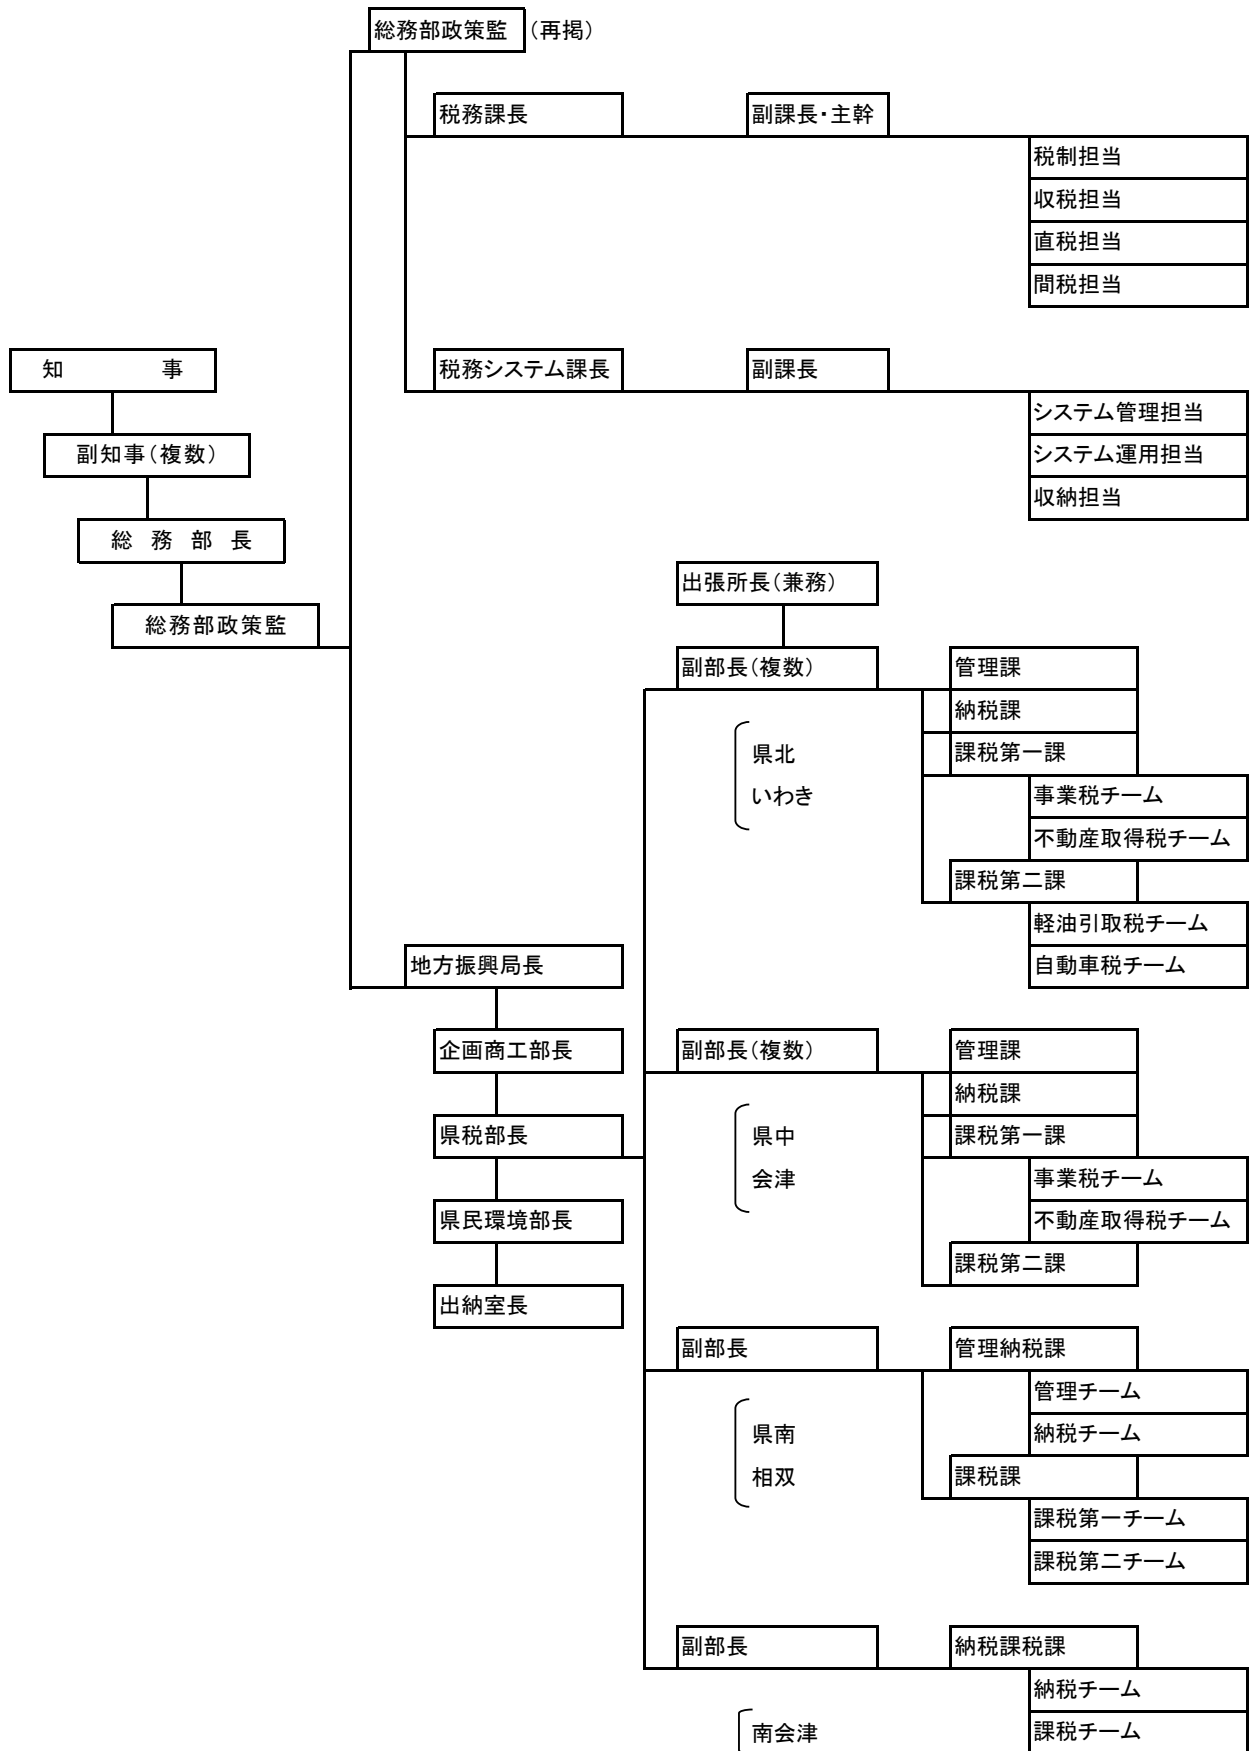 総務部政策監 (再掲)
税務課長 副課長・主幹
税制担当
収税担当
直税担当
間税担当
知 事
税務システム課長 副課長
システム管理担当
副知事(複数)
システム運用担当
収納担当
総 務 部 長
出張所長(兼務)
総務部政策監
副部長(複数) 管理課
納税課
県北 課税第一課
いわき 事業税チーム
不動産取得税チーム
課税第二課
軽油引取税チーム
地方振興局長 自動車税チーム
企画商工部長 副部長(複数) 管理課
納税課
県税部長 県中 課税第一課
会津 事業税チーム
県民環境部長 不動産取得税チーム
課税第二課
出納室長
副部長 管理納税課
管理チーム
県南 納税チーム
相双 課税課
課税第一チーム
課税第二チーム
副部長 納税課税課
納税チーム
南会津 課税チーム